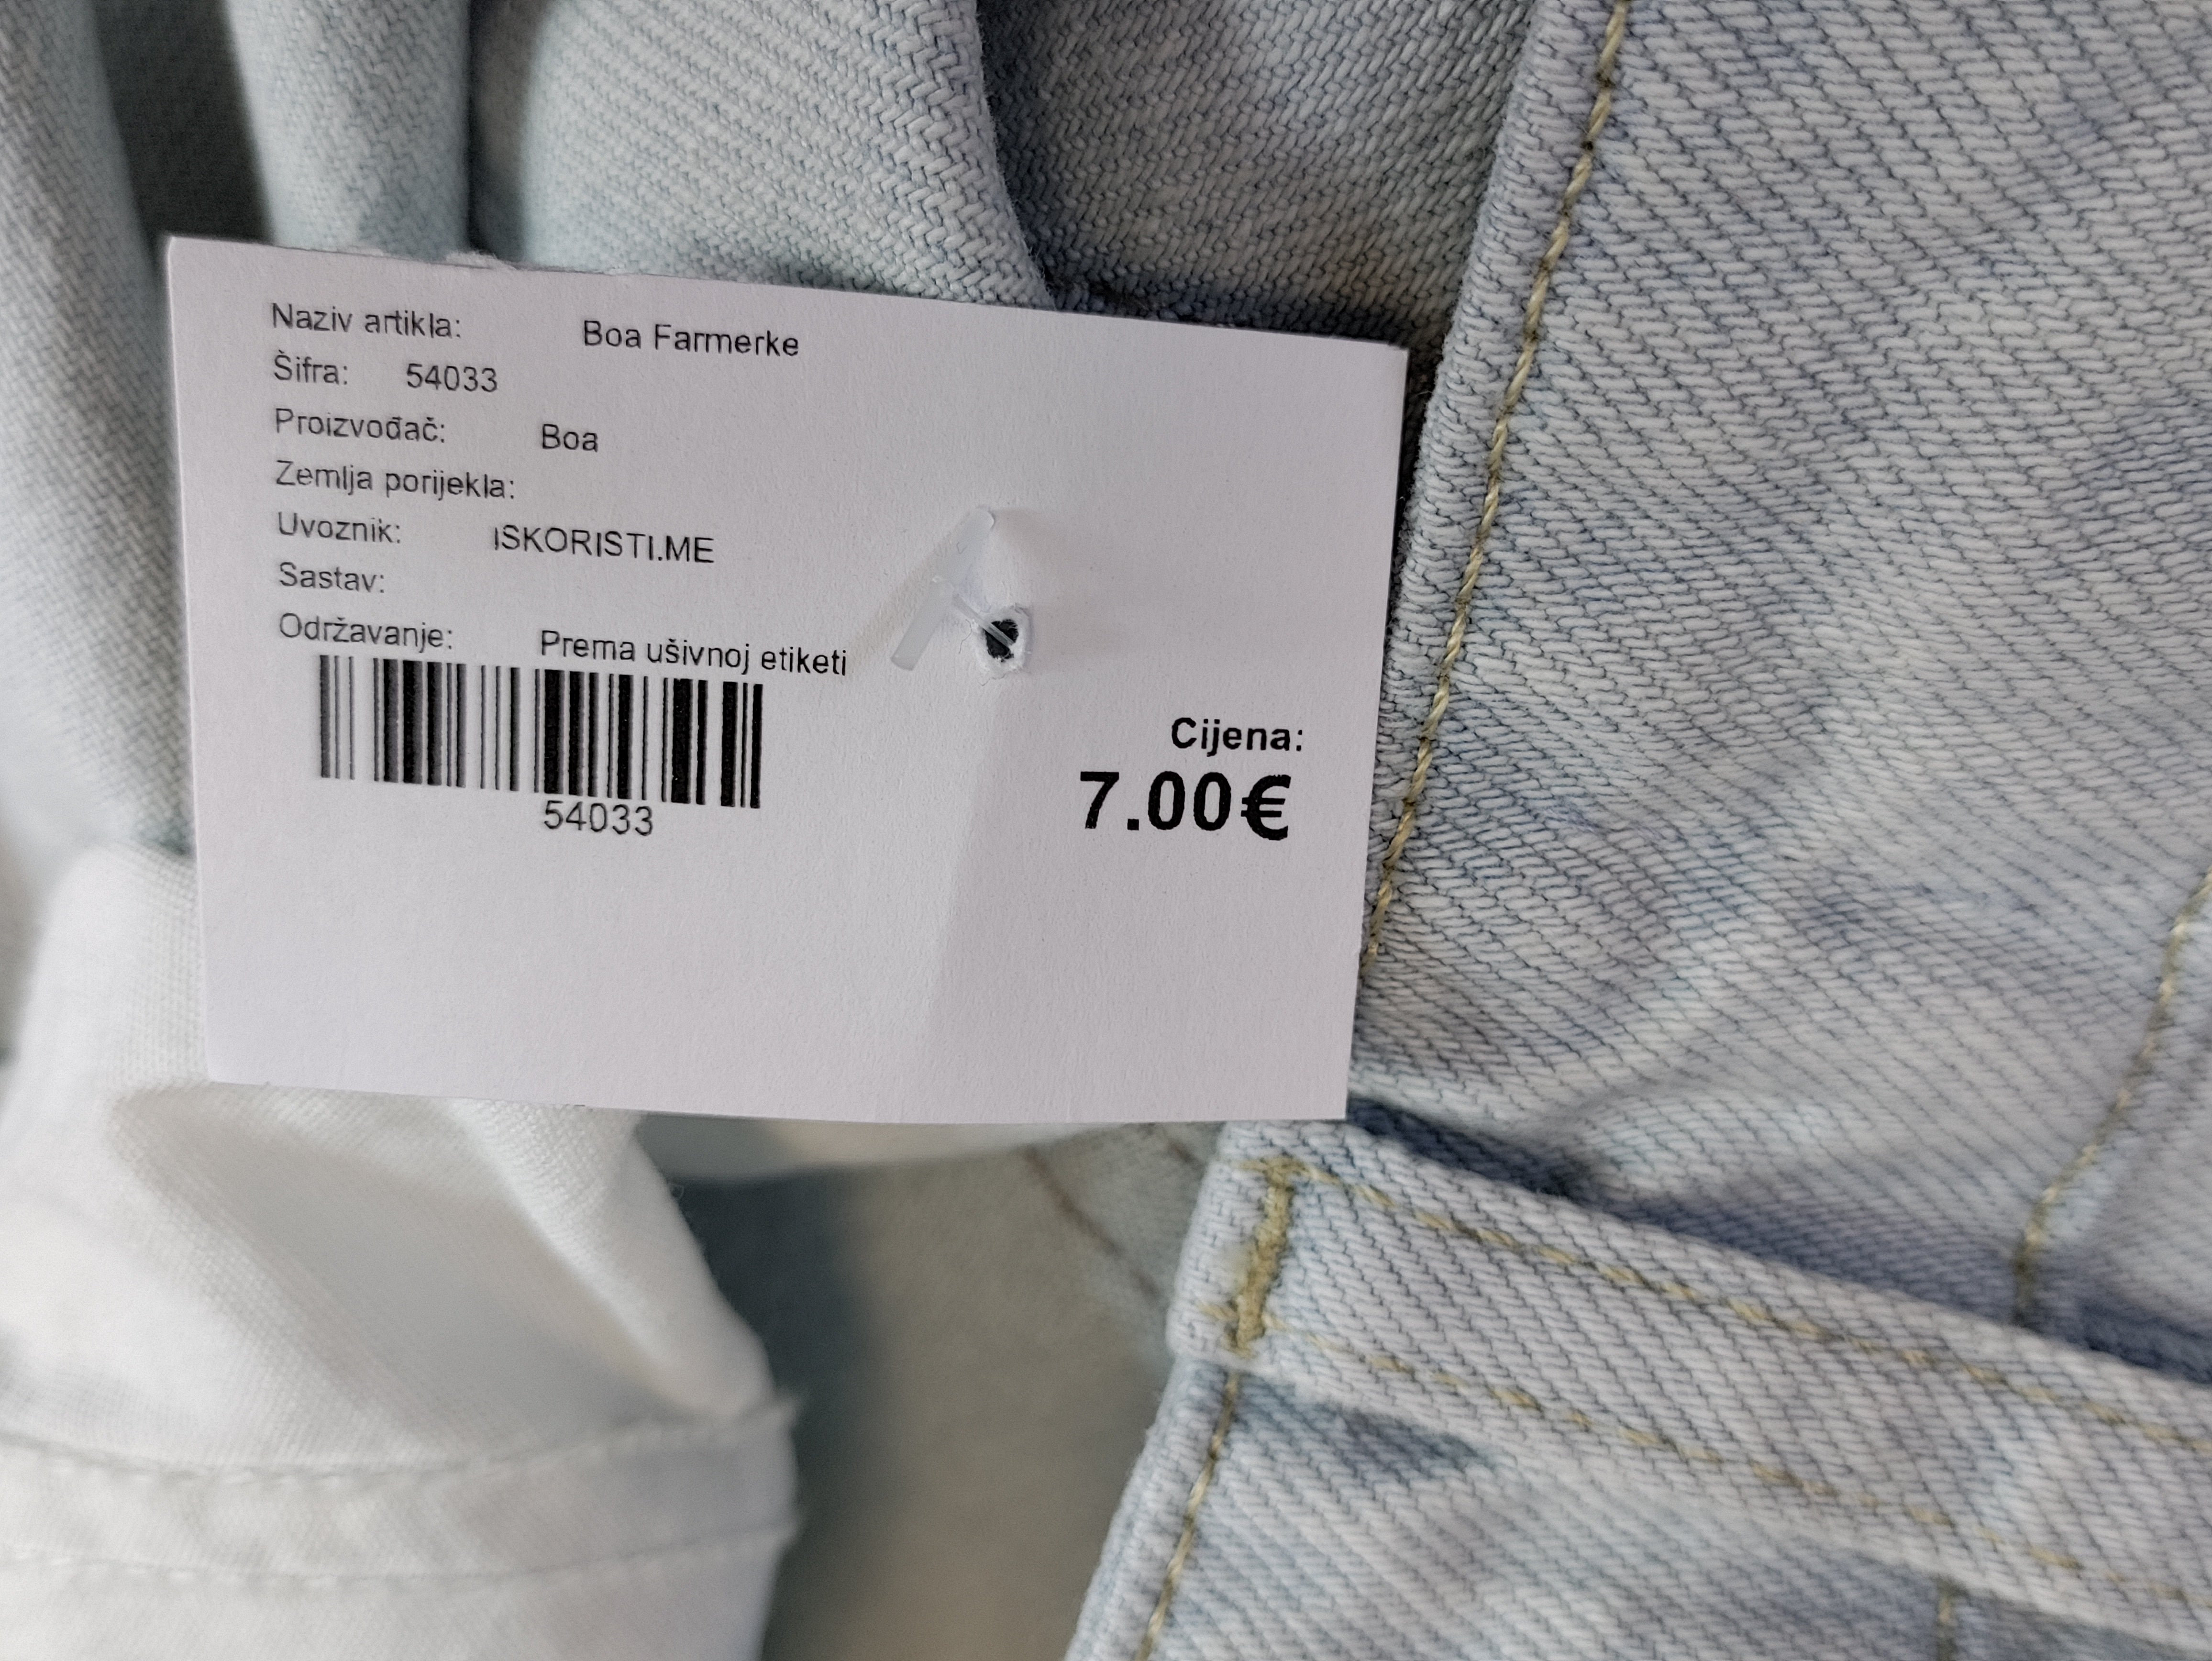 Naziv artikla: Boa Farmerke
Šifra: 54033
Proizvođač: Boa
Zemlja porijekla:
Uvoznik: ISKORISTI.ME
Sastav:
Održavanje: Prema ušivnoj etiketi
54033
Cijena:
7.00€